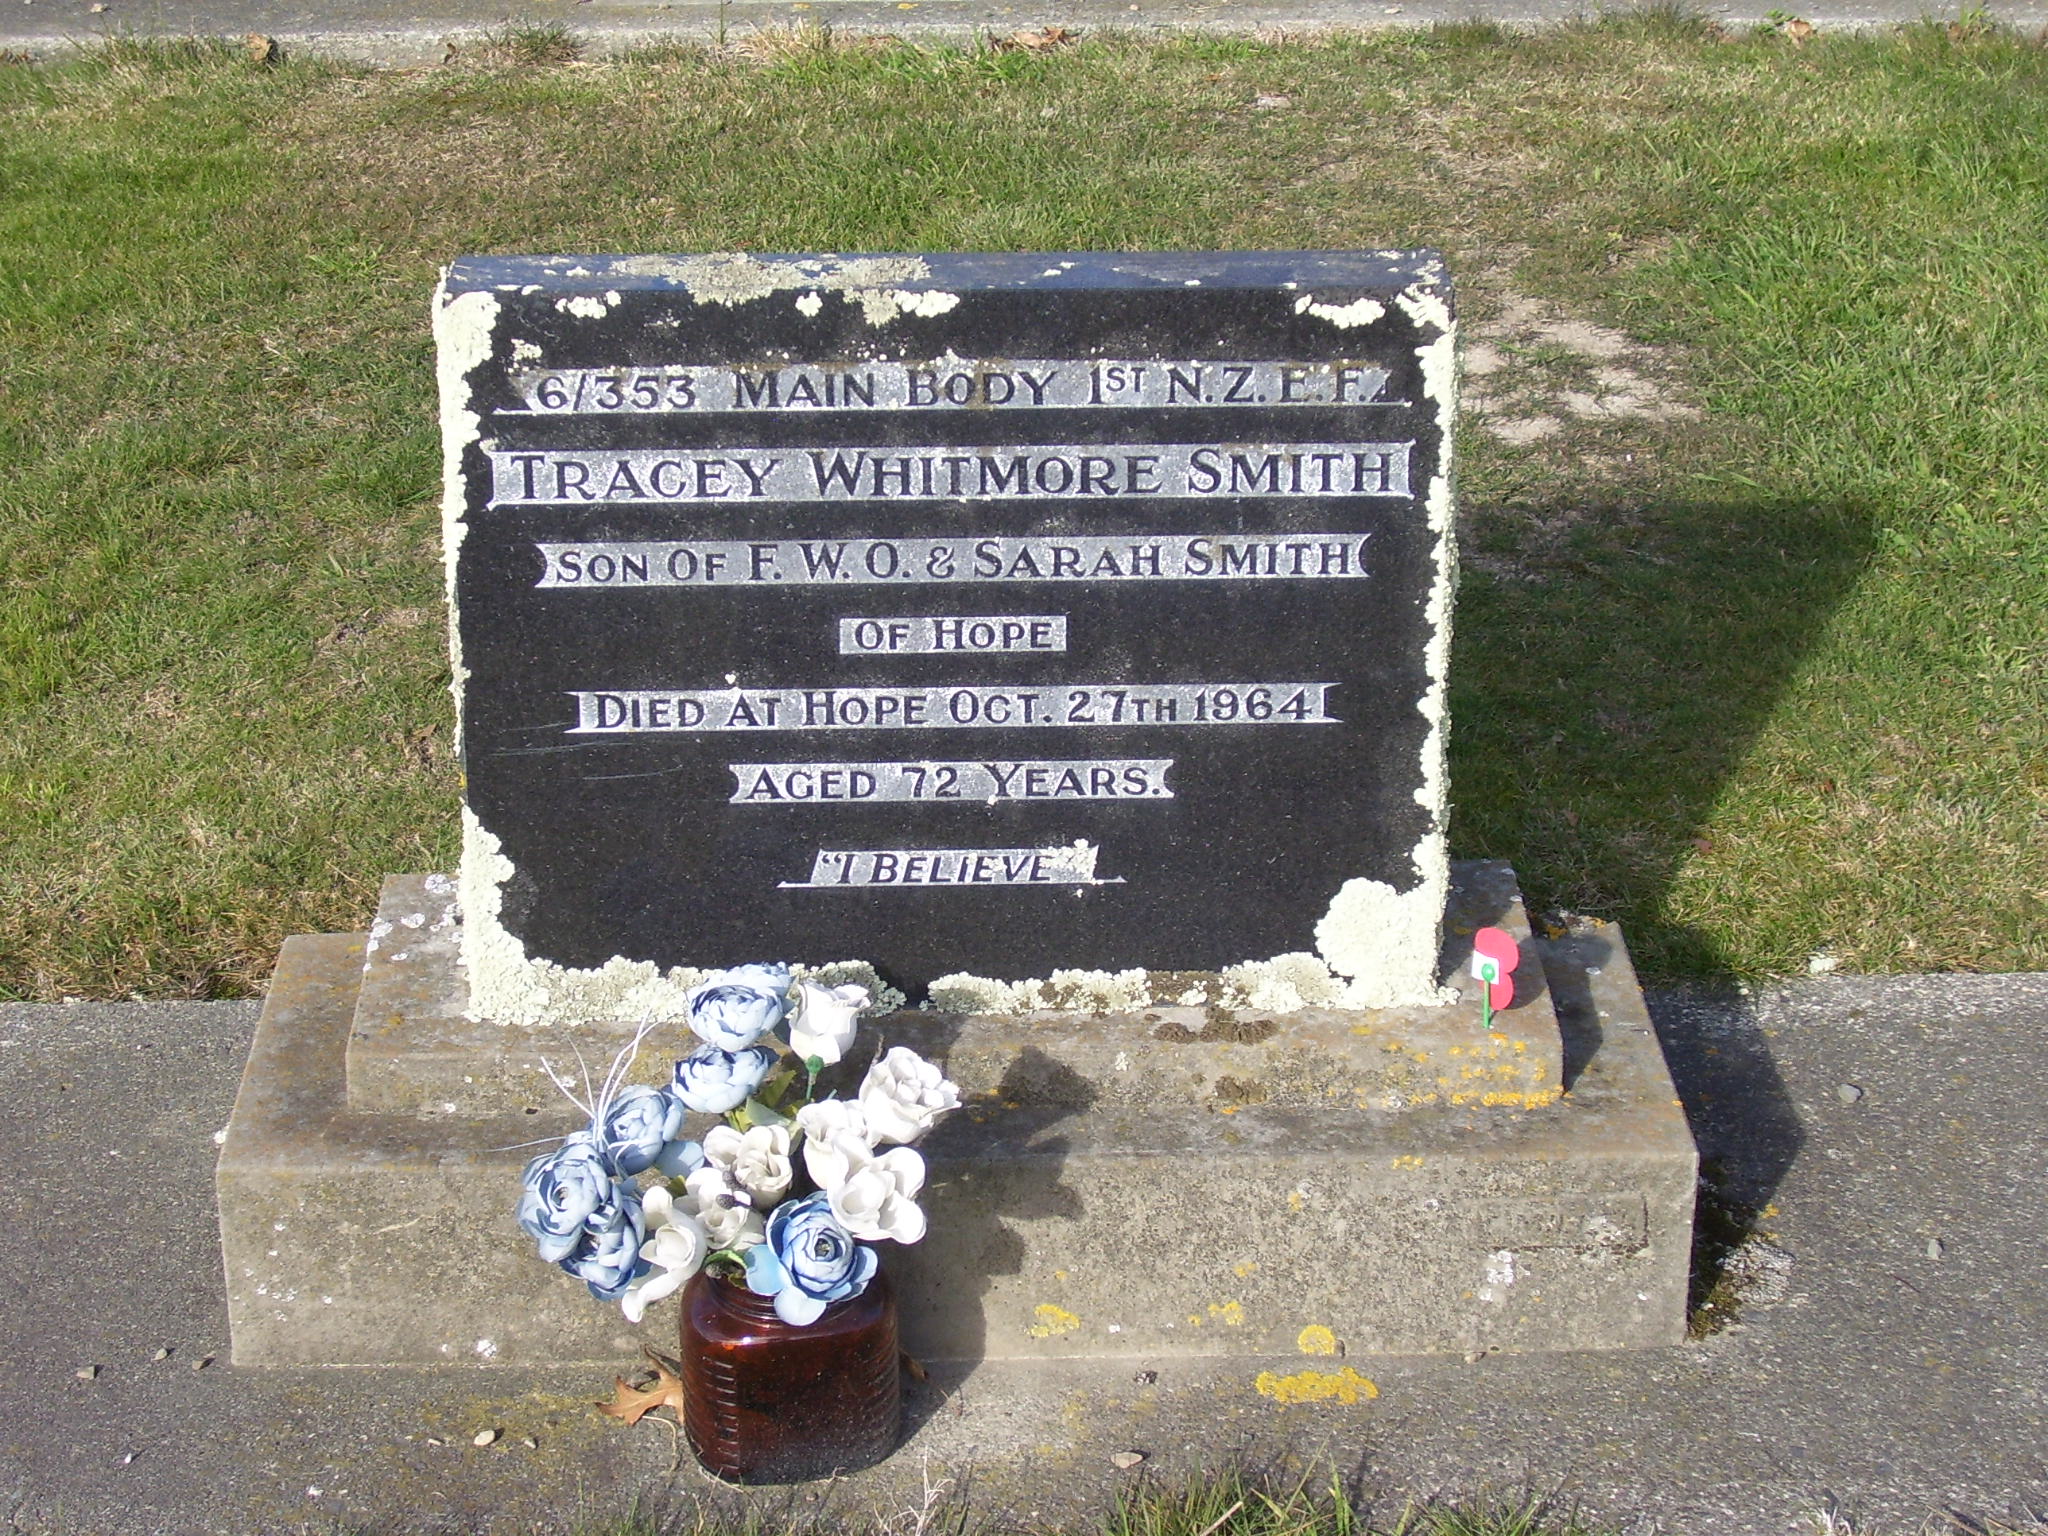 6/353 MAIN BODY 1ST N.Z.E.F.
TRACEY WHITMORE SMITH
SON OF F. W. O. & SARAH SMITH
OF HOPE
DIED AT HOPE OCT. 27TH 1964
AGED 72 YEARS.
"I BELIEVE